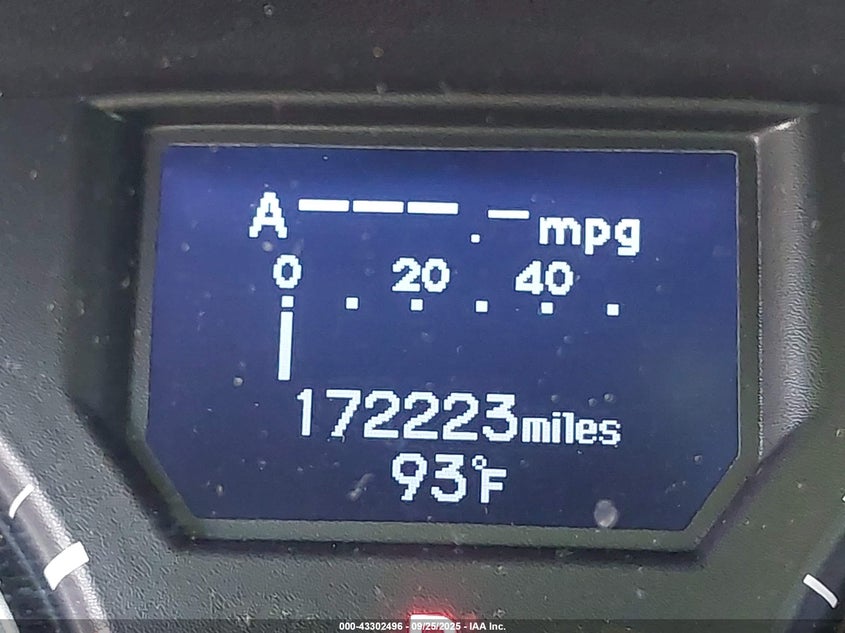 A ---.- mpg
0 20 40
172223 miles
93°F
000-43302496 - 09/25/2025 - IAA Inc.